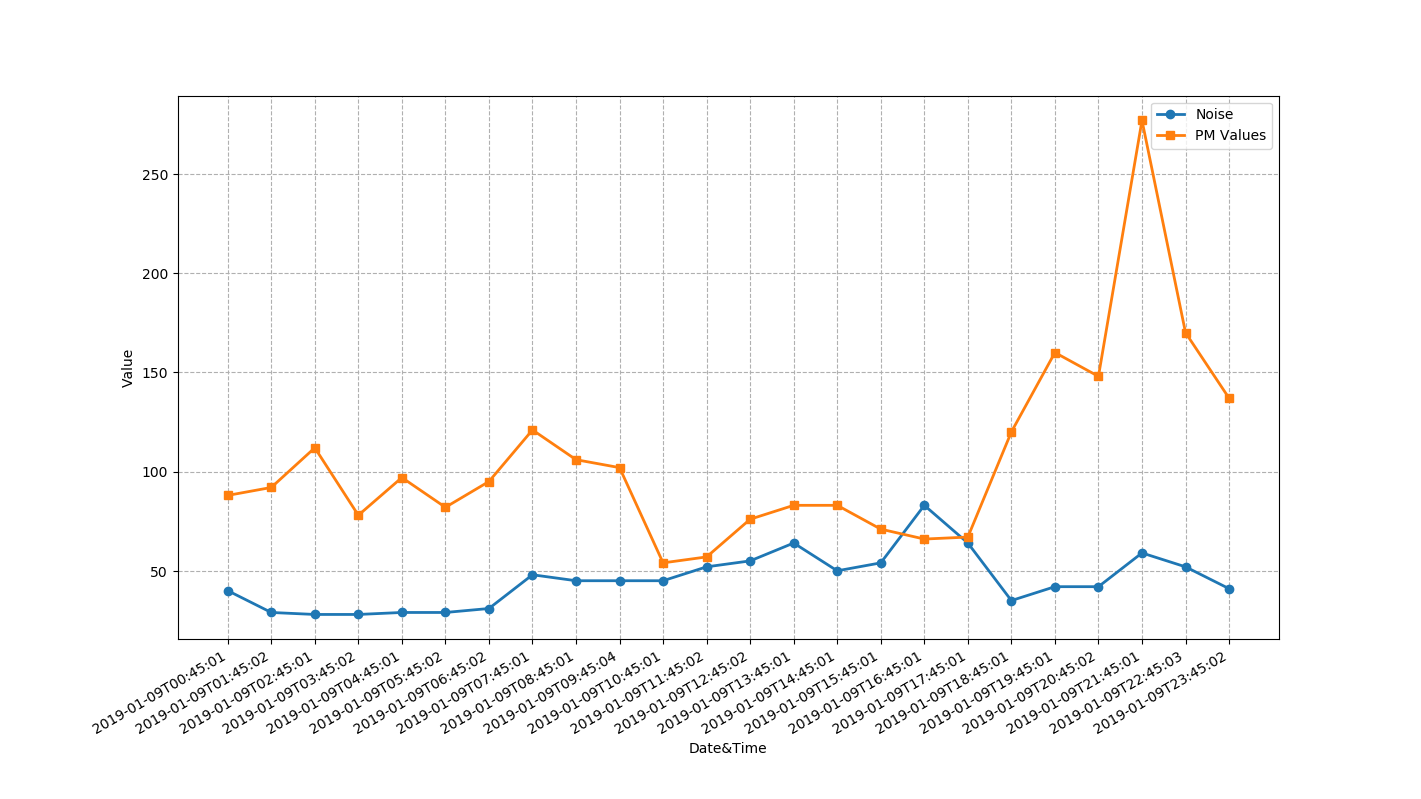 Noise
PM Values
250
200
150
100
50
Value
2019-01-09T00:45:01
2019-01-09T01:45:02
2019-01-09T02:45:01
2019-01-09T03:45:02
2019-01-09T04:45:01
2019-01-09T05:45:02
2019-01-09T06:45:02
2019-01-09T07:45:01
2019-01-09T08:45:01
2019-01-09T09:45:04
2019-01-09T10:45:01
2019-01-09T11:45:02
2019-01-09T12:45:02
2019-01-09T13:45:01
2019-01-09T14:45:01
2019-01-09T15:45:01
2019-01-09T16:45:01
2019-01-09T17:45:01
2019-01-09T18:45:01
2019-01-09T19:45:01
2019-01-09T20:45:02
2019-01-09T21:45:01
2019-01-09T22:45:03
2019-01-09T23:45:02
Date&Time